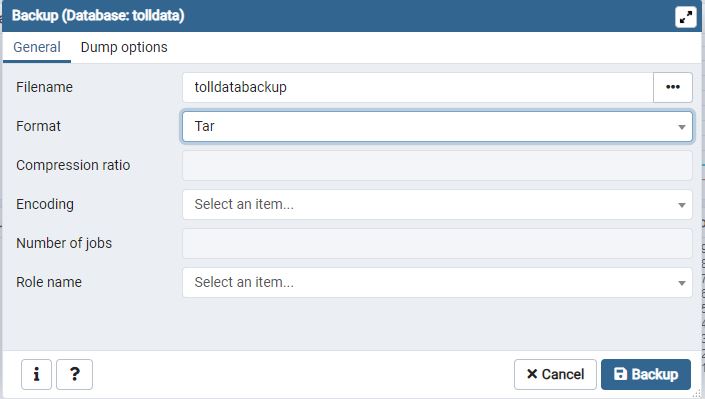 Backup (Database: tolldata)
General Dump options
Filename tolldatabackup •••
Format Tar
Compression ratio
Encoding Select an item...
Number of jobs
Role name Select an item...
i ? × Cancel Backup